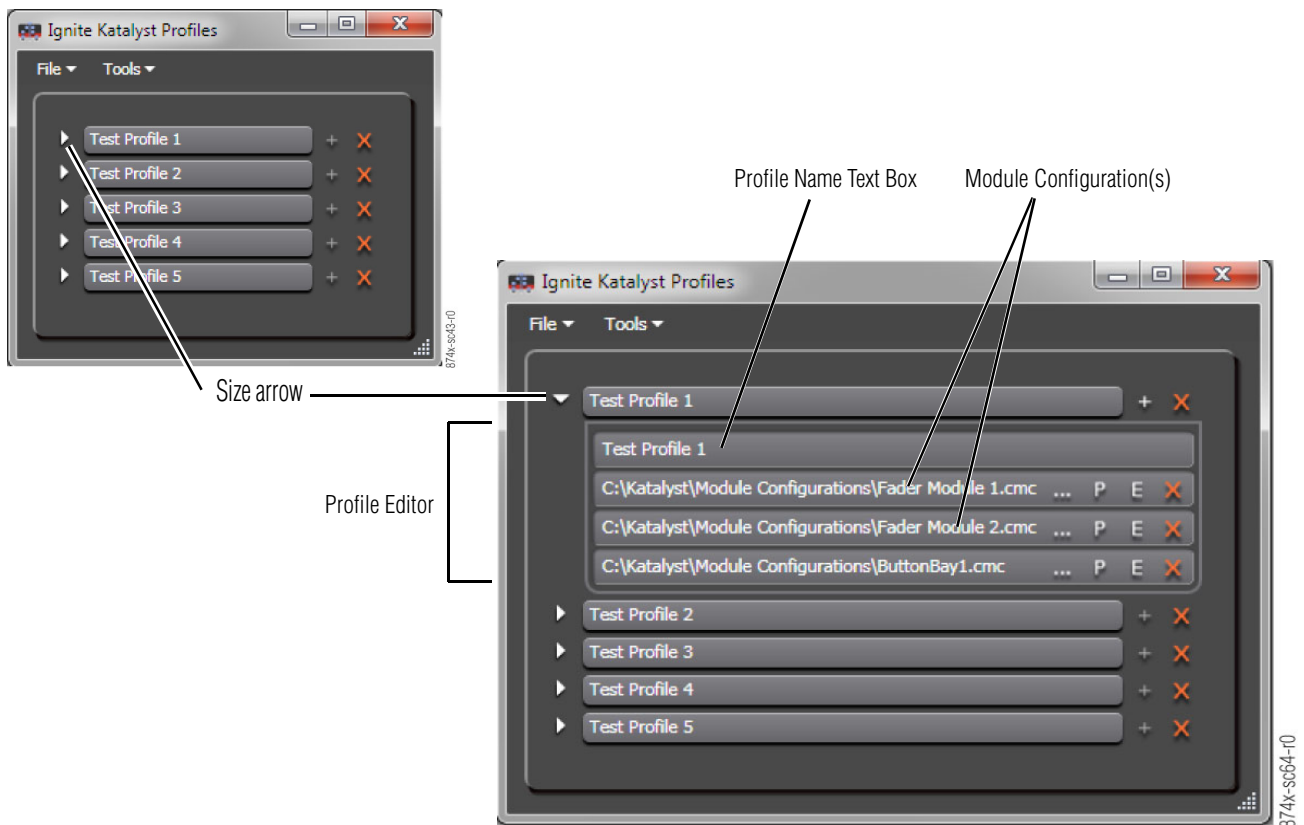 Ignite Katalyst Profiles
File Tools
Test Profile 1 + X
Test Profile 2 + X
Test Profile 3 + X
Test Profile 4 + X
Test Profile 5 + X
874x-sc43-r0
Size arrow
Profile Name Text Box
Module Configuration(s)
Profile Editor
Ignite Katalyst Profiles
File Tools
Test Profile 1 + X
Test Profile 1
C:\Katalyst\Module Configurations\Fader Module 1.cmc ... P E X
C:\Katalyst\Module Configurations\Fader Module 2.cmc ... P E X
C:\Katalyst\Module Configurations\ButtonBay1.cmc ... P E X
Test Profile 2 + X
Test Profile 3 + X
Test Profile 4 + X
Test Profile 5 + X
874x-sc64-r0